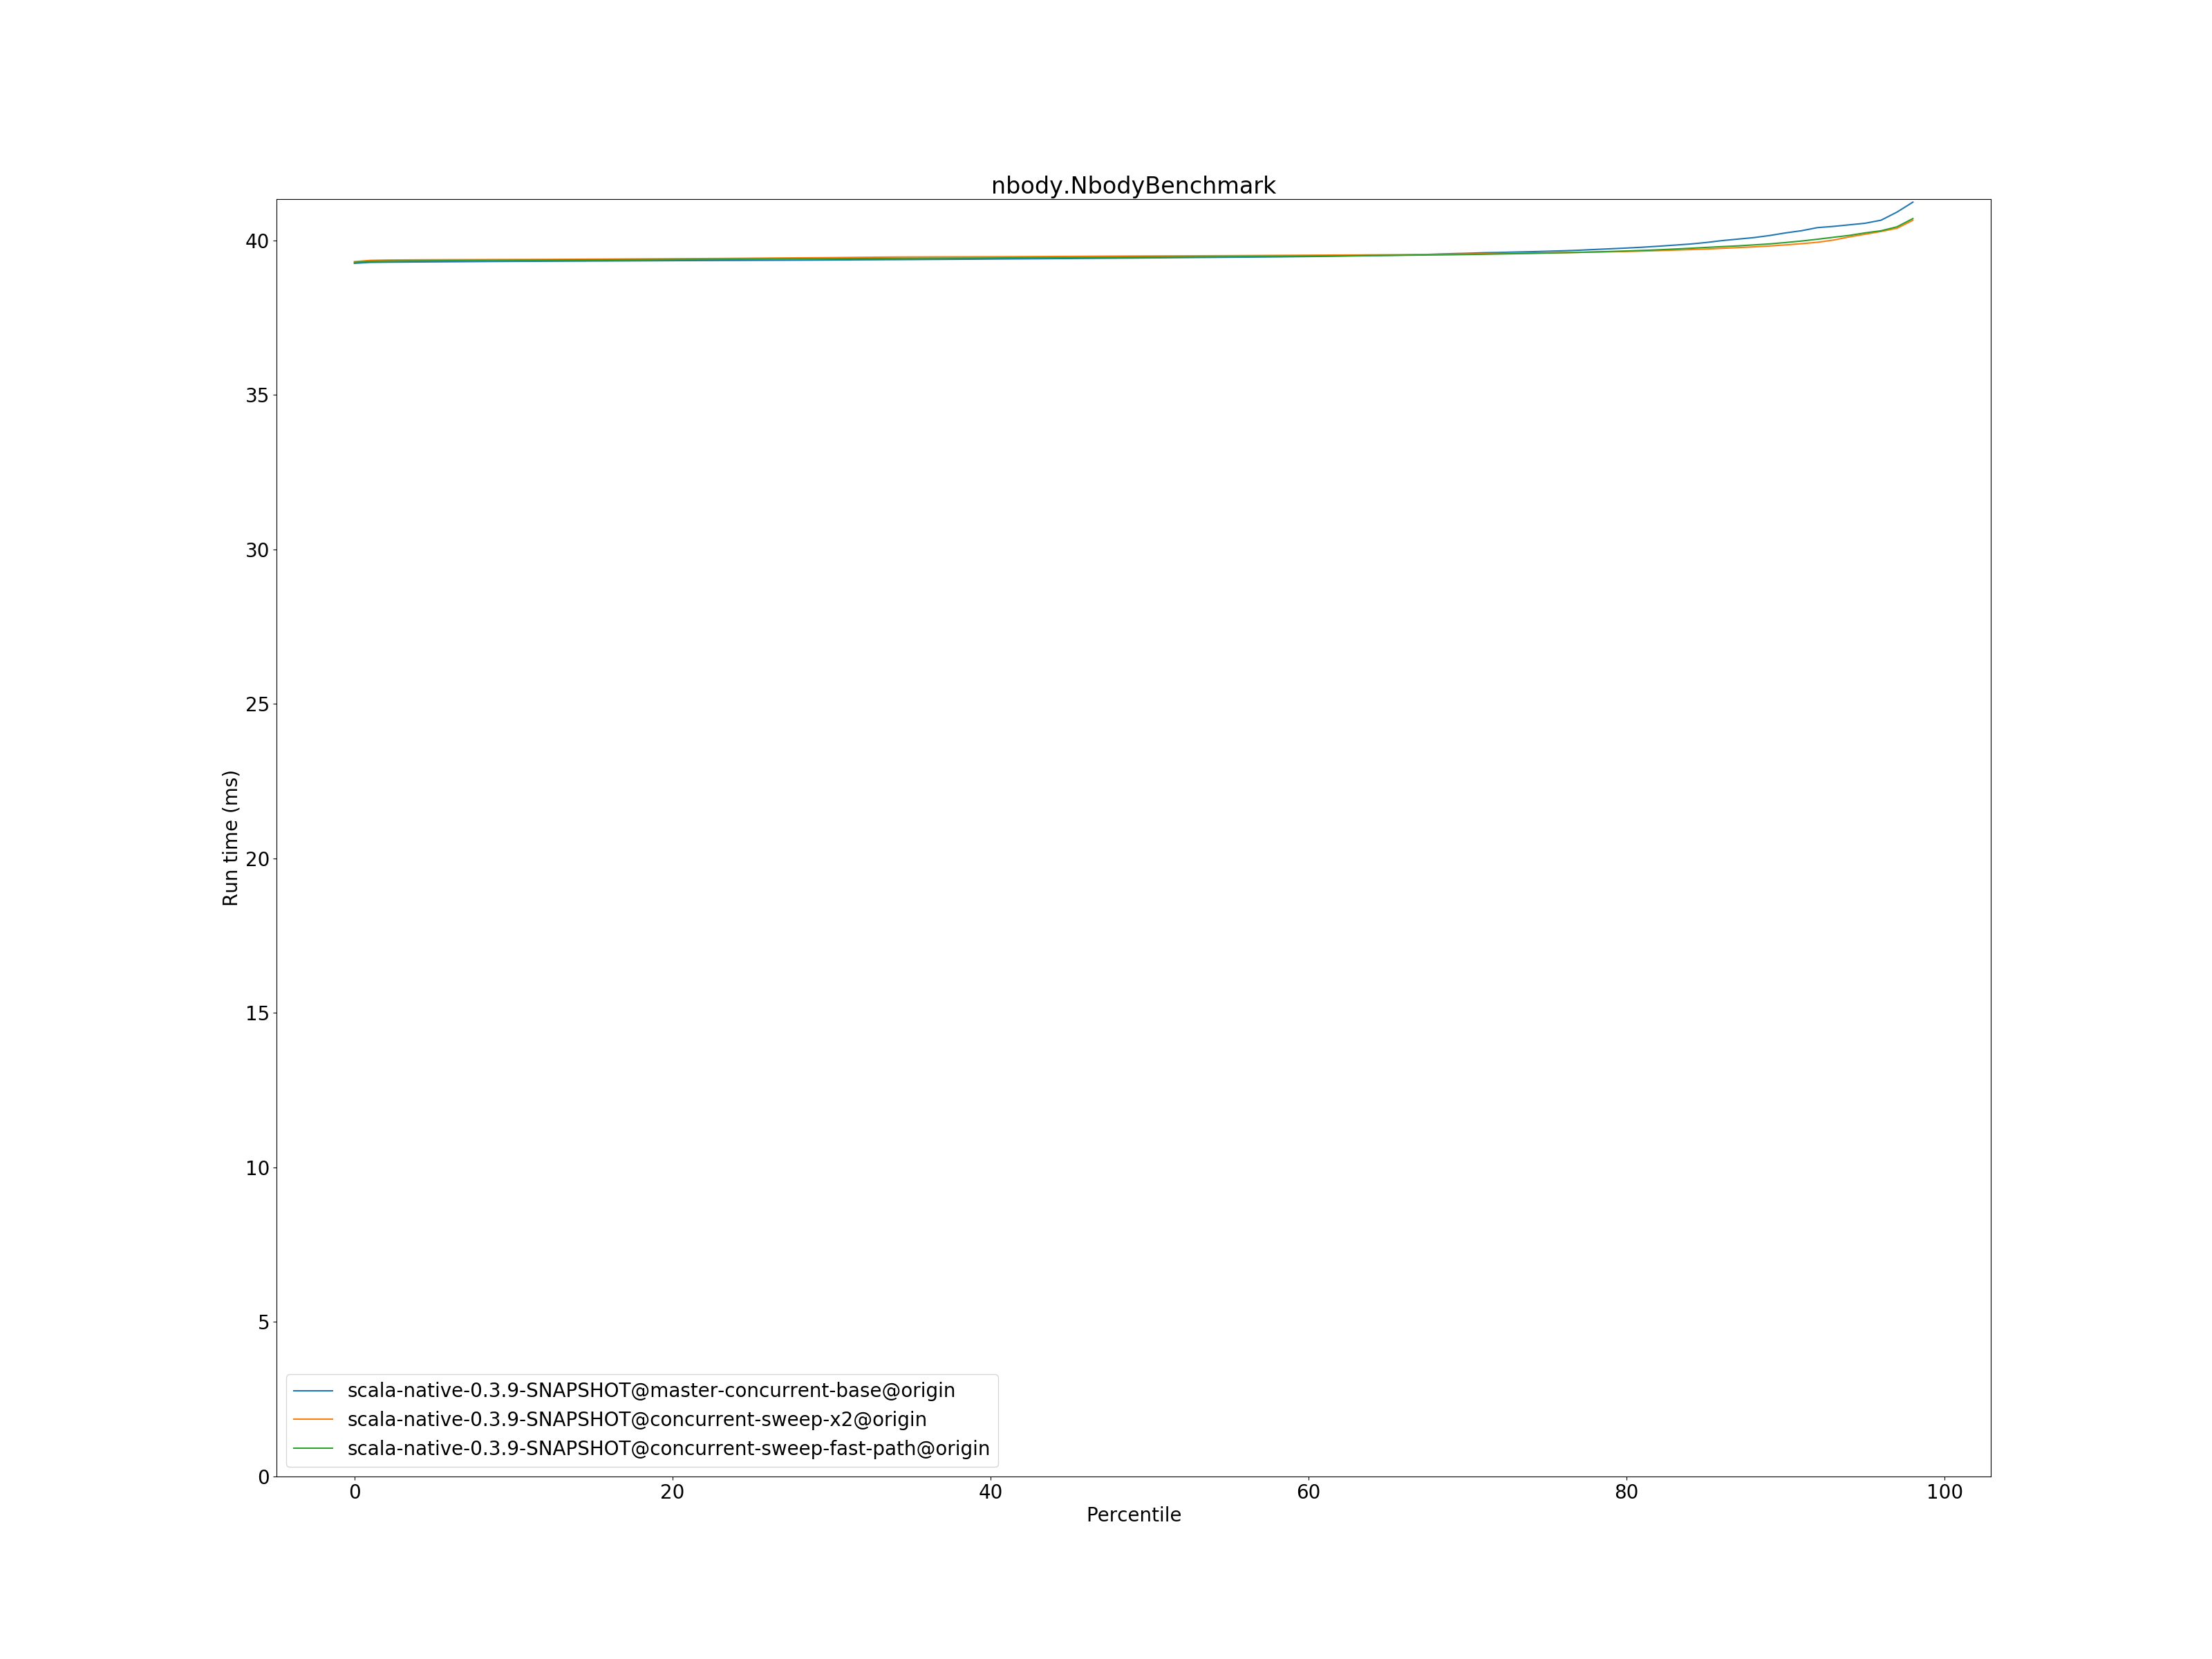 nbody.NbodyBenchmark
40
35
30
25
20
15
10
5
0
Run time (ms)
scala-native-0.3.9-SNAPSHOT@master-concurrent-base@origin
scala-native-0.3.9-SNAPSHOT@concurrent-sweep-x2@origin
scala-native-0.3.9-SNAPSHOT@concurrent-sweep-fast-path@origin
0 20 40 60 80 100
Percentile